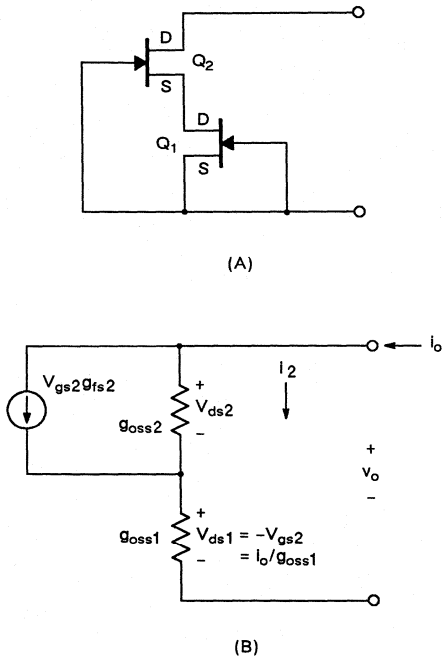 D
Q2
S
D
Q1
S
(A)
io
Vgs2gfs2
i2
+
Vds2
goss2
–
+
vo
–
+
goss1 Vds1 = –Vgs2
= io/goss1
–
(B)